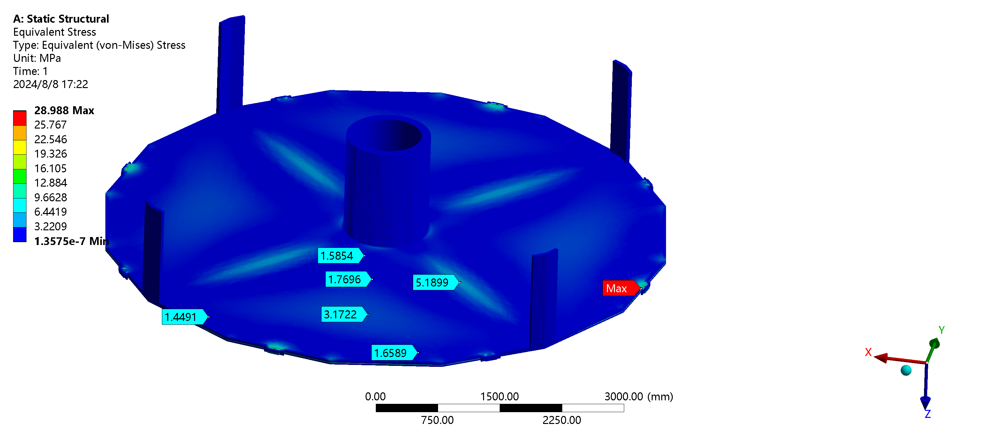 A: Static Structural
Equivalent Stress
Type: Equivalent (von-Mises) Stress
Unit: MPa
Time: 1
2024/8/8 17:22
28.988 Max
25.767
22.546
19.326
16.105
12.884
9.6628
6.4419
3.2209
1.3575e-7 Min
1.5854
1.7696
5.1899
Max
3.1722
1.4491
1.6589
Y
X
Z
0.00
1500.00
3000.00 (mm)
750.00
2250.00